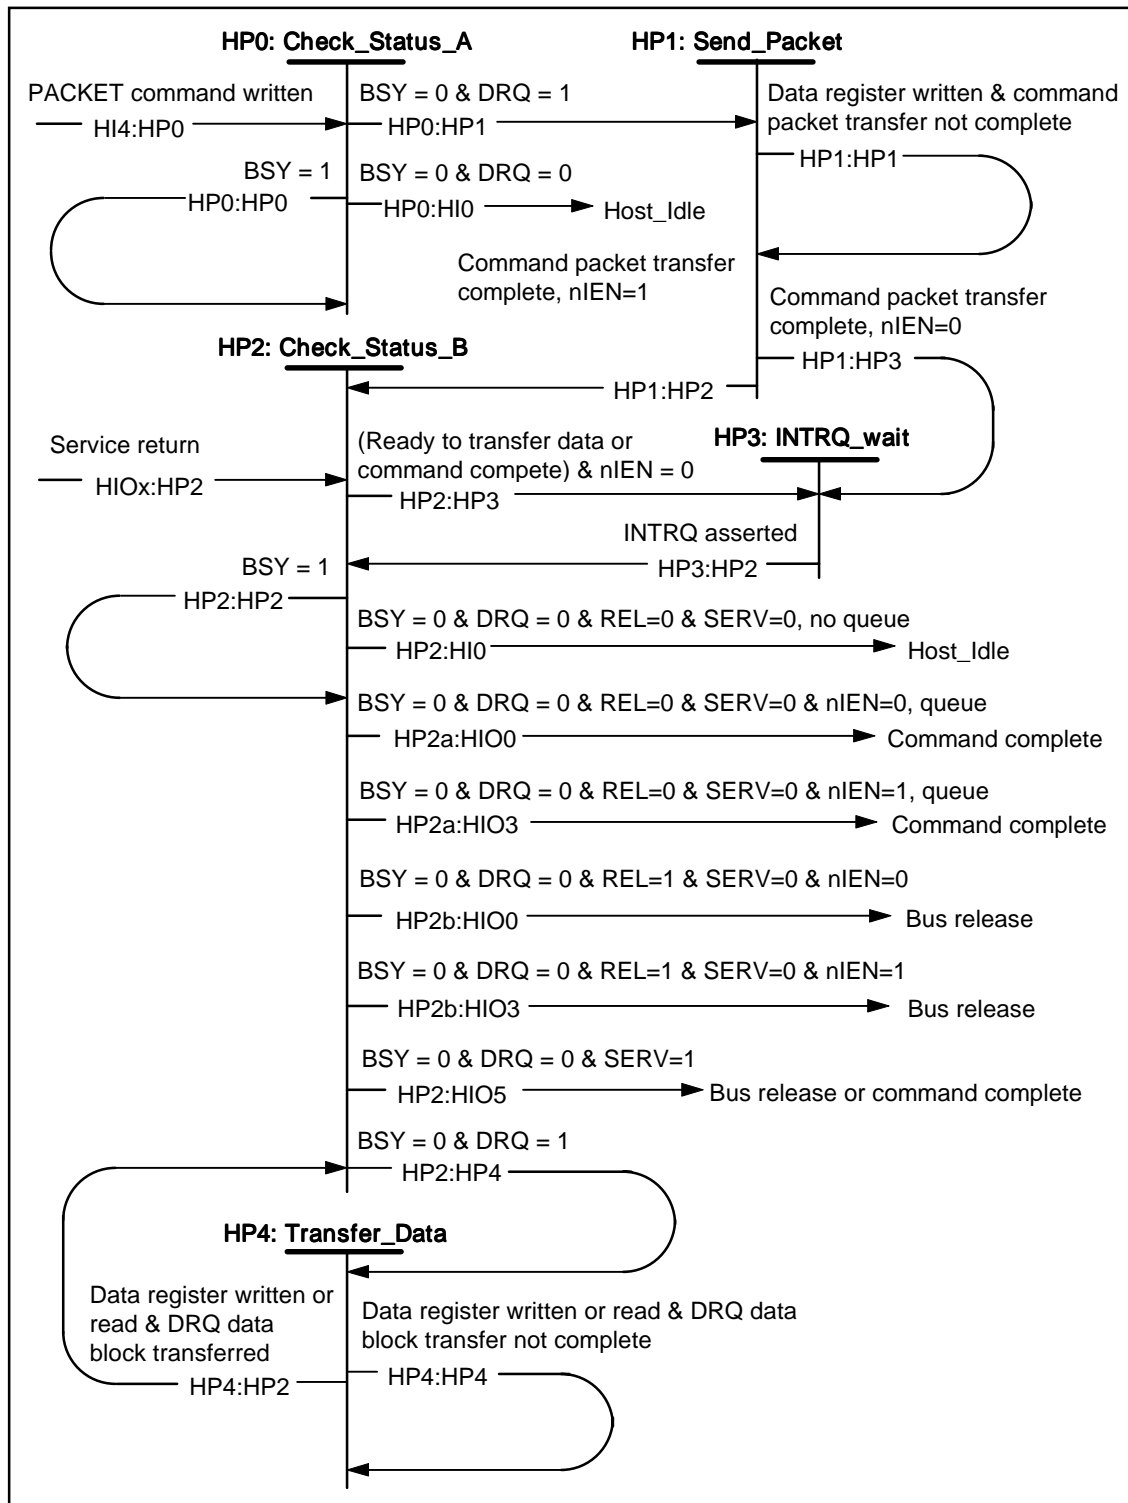 HP0: Check_Status_A
HP1: Send_Packet
PACKET command written
HI4:HP0
BSY = 0 & DRQ = 1
HP0:HP1
Data register written & command
packet transfer not complete
HP1:HP1
BSY = 1
HP0:HP0
BSY = 0 & DRQ = 0
HP0:HI0
Host_Idle
Command packet transfer
complete, nIEN=1
Command packet transfer
complete, nIEN=0
HP1:HP3
HP2: Check_Status_B
HP1:HP2
Service return
HIOx:HP2
(Ready to transfer data or
command compete) & nIEN = 0
HP2:HP3
HP3: INTRQ_wait
INTRQ asserted
HP3:HP2
BSY = 1
HP2:HP2
BSY = 0 & DRQ = 0 & REL=0 & SERV=0, no queue
HP2:HI0
Host_Idle
BSY = 0 & DRQ = 0 & REL=0 & SERV=0 & nIEN=0, queue
HP2a:HIO0
Command complete
BSY = 0 & DRQ = 0 & REL=0 & SERV=0 & nIEN=1, queue
HP2a:HIO3
Command complete
BSY = 0 & DRQ = 0 & REL=1 & SERV=0 & nIEN=0
HP2b:HIO0
Bus release
BSY = 0 & DRQ = 0 & REL=1 & SERV=0 & nIEN=1
HP2b:HIO3
Bus release
BSY = 0 & DRQ = 0 & SERV=1
HP2:HIO5
Bus release or command complete
BSY = 0 & DRQ = 1
HP2:HP4
HP4: Transfer_Data
Data register written or
read & DRQ data
block transferred
HP4:HP2
Data register written or read & DRQ data
block transfer not complete
HP4:HP4